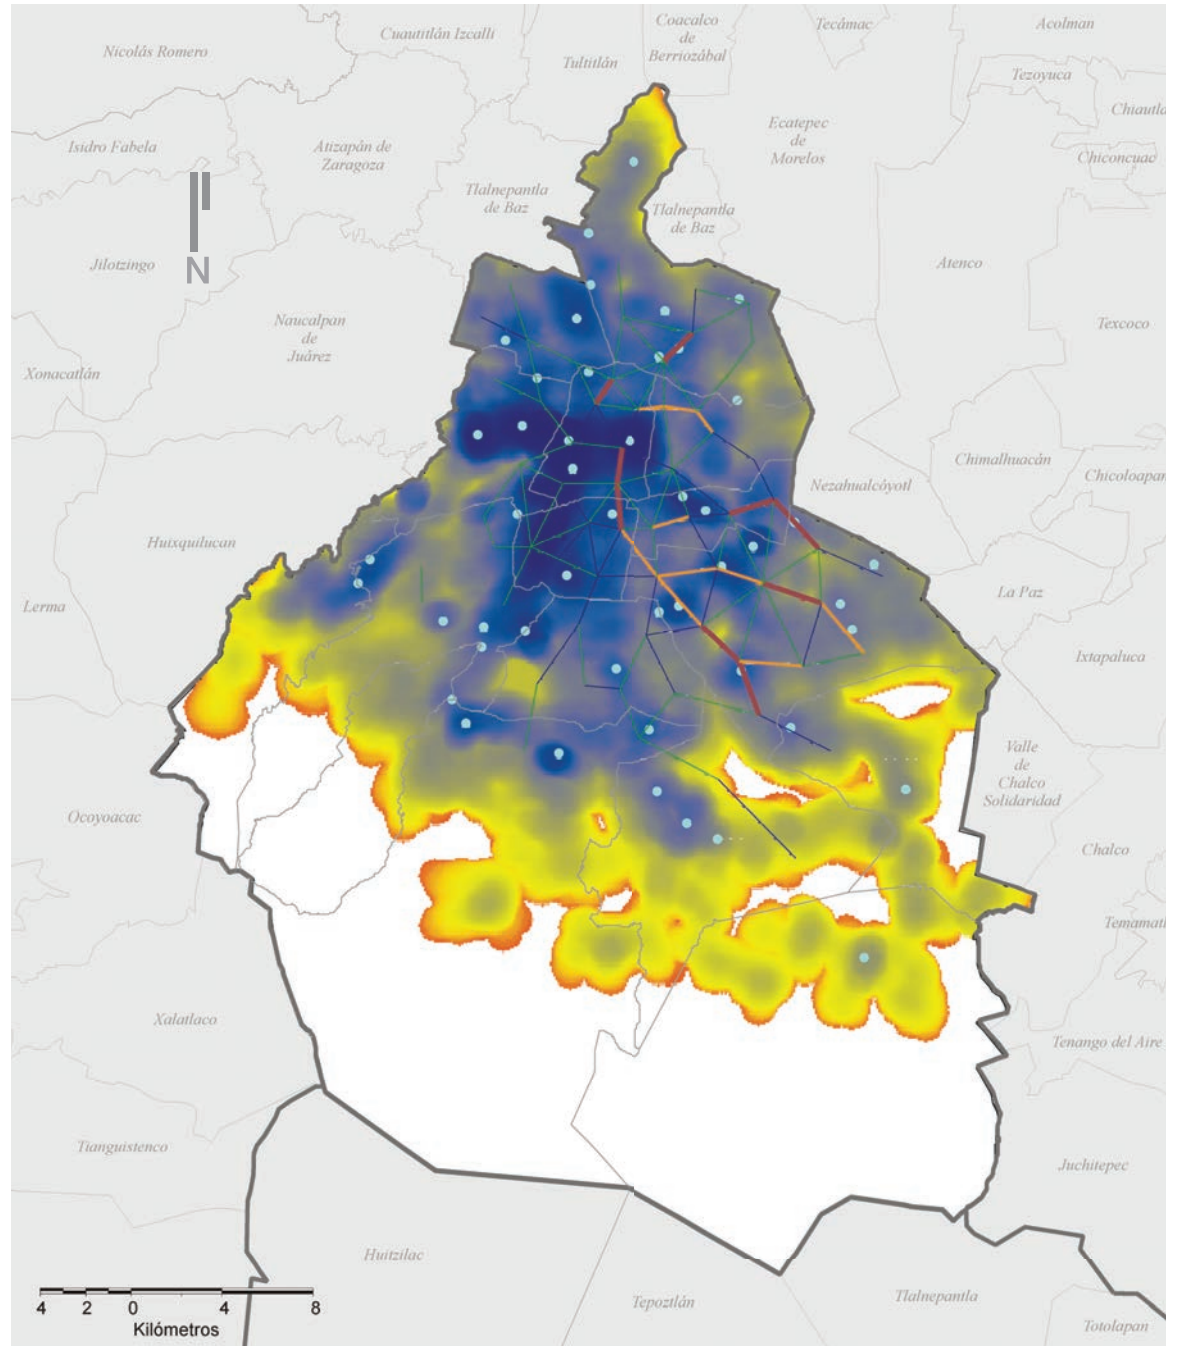 Coacalco
de
Berriozábal
Tecámac
Acolman
Cuautitlán Izcalli
Nicolás Romero
Tultitlán
Tezoyuca
Chiautla
Ecatepec
de
Morelos
Isidro Fabela
Atizapán de
Zaragoza
Chiconcuac
Tlalnepantla
de Baz
Tlalnepantla
de Baz
N
Jilotzingo
Atenco
Naucalpan
de
Juárez
Texcoco
Xonacatlán
Chimalhuacán
Chicoloapan
Nezahualcóyotl
Huixquilucan
Lerma
La Paz
Ixtapaluca
Valle
de
Chalco
Solidaridad
Ocoyoacac
Chalco
Temamatl
Xalatlaco
Tenango del Aire
Tianguistenco
Juchitepec
Huitzilac
Tlalnepantla
Tepoztlán
Totolapan
4 2 0 4 8
Kilómetros